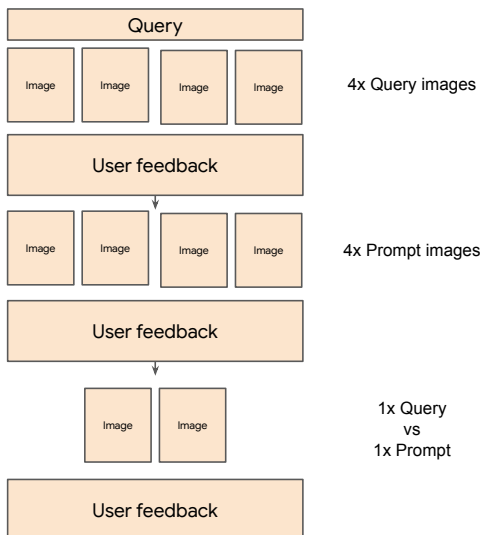 Query
Image Image Image Image
4x Query images
User feedback
Image Image Image Image
4x Prompt images
User feedback
Image Image
1x Query
vs
1x Prompt
User feedback